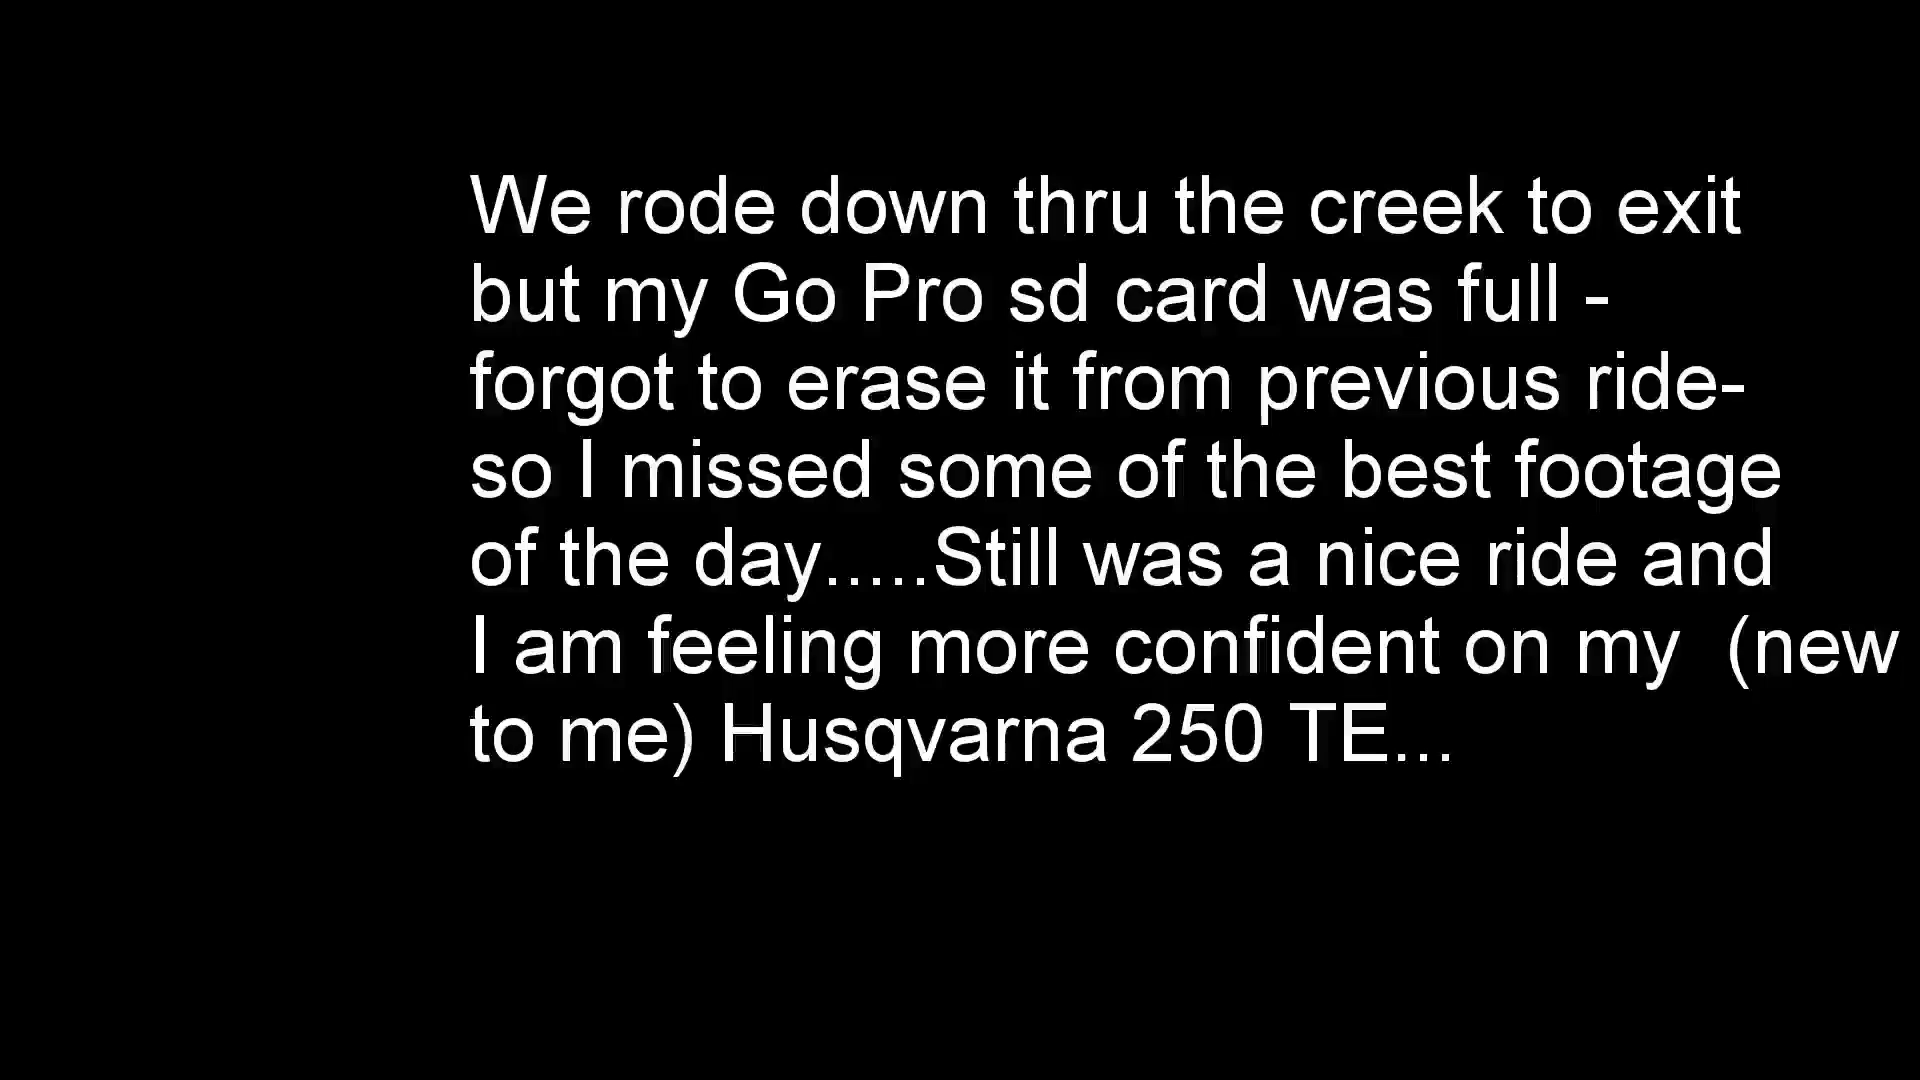 We rode down thru the creek to exit
but my Go Pro sd card was full -
forgot to erase it from previous ride-
so I missed some of the best footage
of the day.....Still was a nice ride and
I am feeling more confident on my  (new
to me) Husqvarna 250 TE...